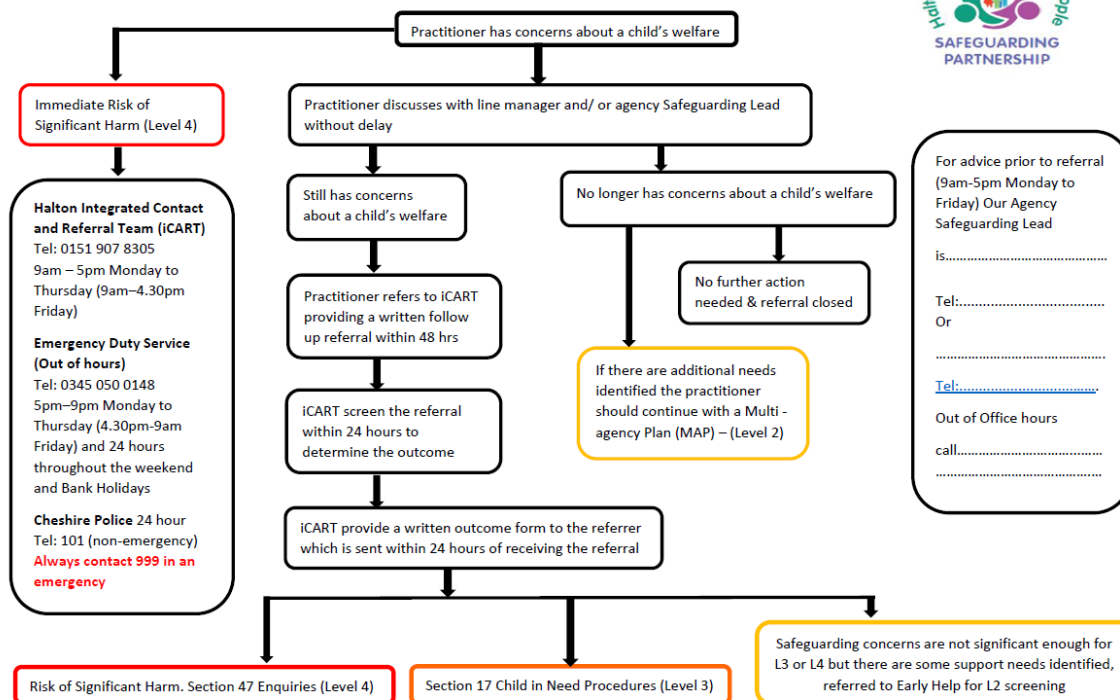 Halt
ople
SAFEGUARDING
PARTNERSHIP
Practitioner has concerns about a child's welfare
Immediate Risk of
Significant Harm (Level 4)
Practitioner discusses with line manager and/ or agency Safeguarding Lead
without delay
Halton Integrated Contact
and Referral Team (iCART)
Tel: 0151 907 8305
9am – 5pm Monday to
Thursday (9am–4.30pm
Friday)
Emergency Duty Service
(Out of hours)
Tel: 0345 050 0148
5pm–9pm Monday to
Thursday (4.30pm-9am
Friday) and 24 hours
throughout the weekend
and Bank Holidays
Cheshire Police 24 hour
Tel: 101 (non-emergency)
Always contact 999 in an
emergency
Still has concerns
about a child's welfare
No longer has concerns about a child's welfare
Practitioner refers to iCART
providing a written follow
up referral within 48 hrs
No further action
needed & referral closed
iCART screen the referral
within 24 hours to
determine the outcome
If there are additional needs
identified the practitioner
should continue with a Multi -
agency Plan (MAP) – (Level 2)
iCART provide a written outcome form to the referrer
which is sent within 24 hours of receiving the referral
For advice prior to referral
(9am-5pm Monday to
Friday) Our Agency
Safeguarding Lead
is……………………………………
Tel:…………………………………
Or
…………………………………………
Tel:………………………………….
Out of Office hours
call…………………………………
…………………………………………
Risk of Significant Harm. Section 47 Enquiries (Level 4)
Section 17 Child in Need Procedures (Level 3)
Safeguarding concerns are not significant enough for
L3 or L4 but there are some support needs identified,
referred to Early Help for L2 screening